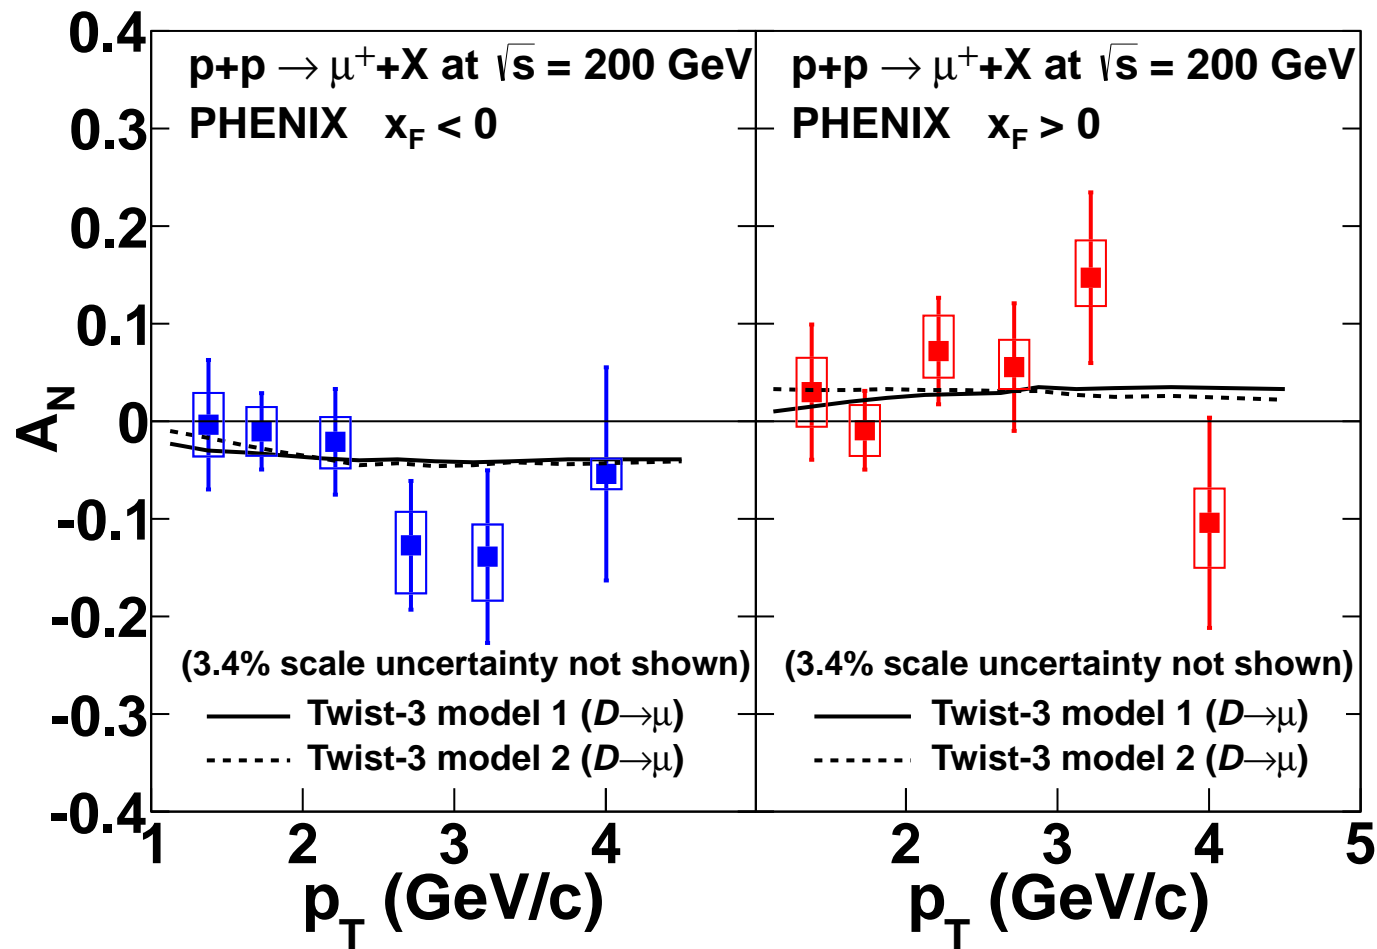 p+p → μ⁺+X at √s = 200 GeV
PHENIX x_F < 0
p+p → μ⁺+X at √s = 200 GeV
PHENIX x_F > 0
0.4
0.3
0.2
0.1
0
-0.1
-0.2
-0.3
-0.4
A_N
(3.4% scale uncertainty not shown)
Twist-3 model 1 (D→μ)
Twist-3 model 2 (D→μ)
(3.4% scale uncertainty not shown)
Twist-3 model 1 (D→μ)
Twist-3 model 2 (D→μ)
1 2 3 4
2 3 4 5
p_T (GeV/c)
p_T (GeV/c)